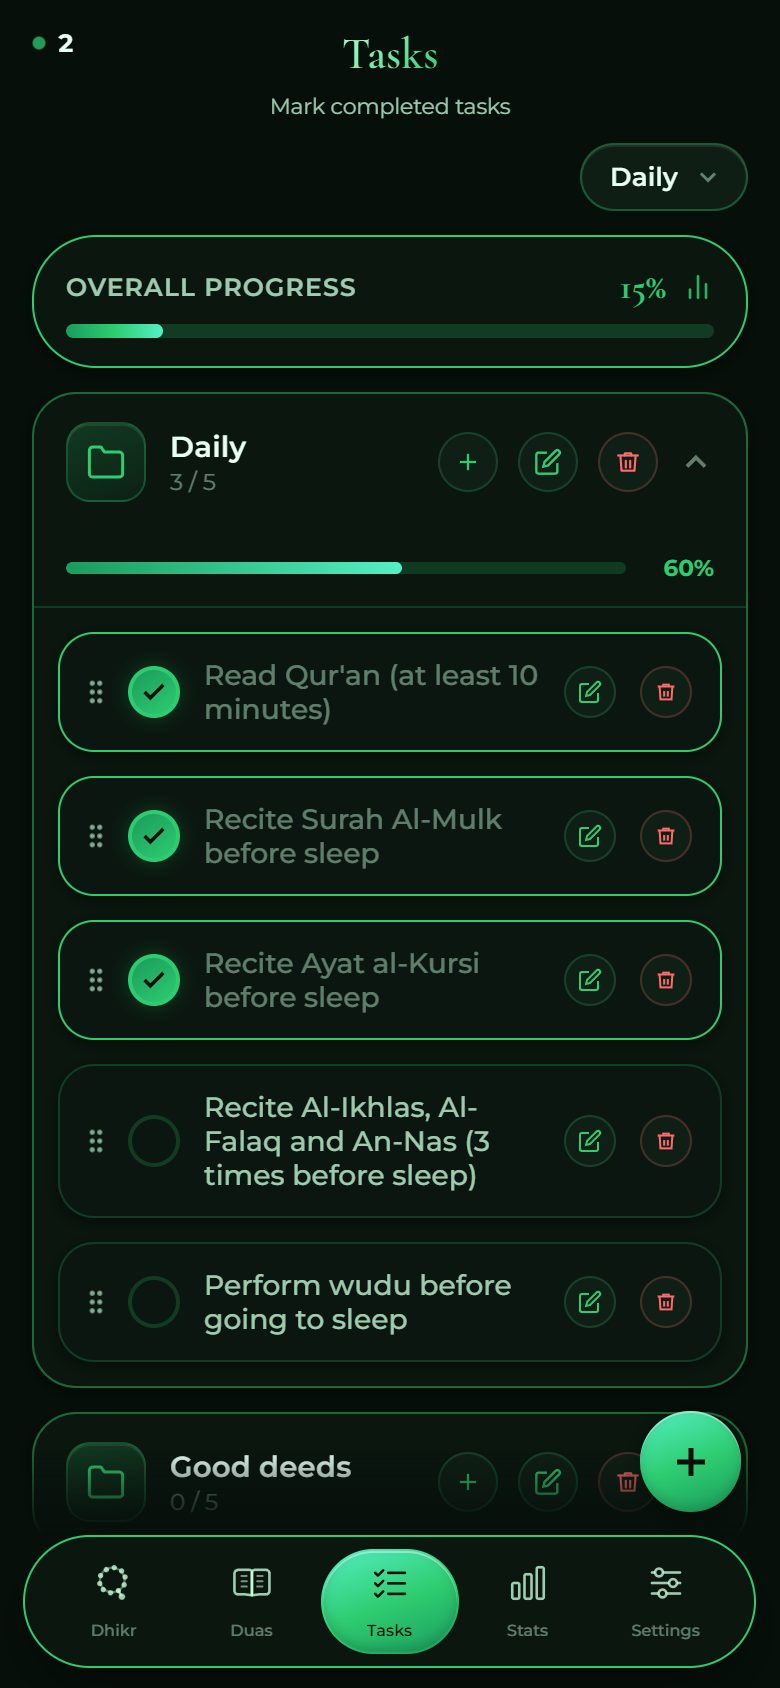 2
Tasks
Mark completed tasks
Daily
OVERALL PROGRESS
15%
Daily
3 / 5
60%
Read Qur'an (at least 10
minutes)
Recite Surah Al-Mulk
before sleep
Recite Ayat al-Kursi
before sleep
Recite Al-Ikhlas, Al-
Falaq and An-Nas (3
times before sleep)
Perform wudu before
going to sleep
Good deeds
0 / 5
Dhikr
Duas
Tasks
Stats
Settings